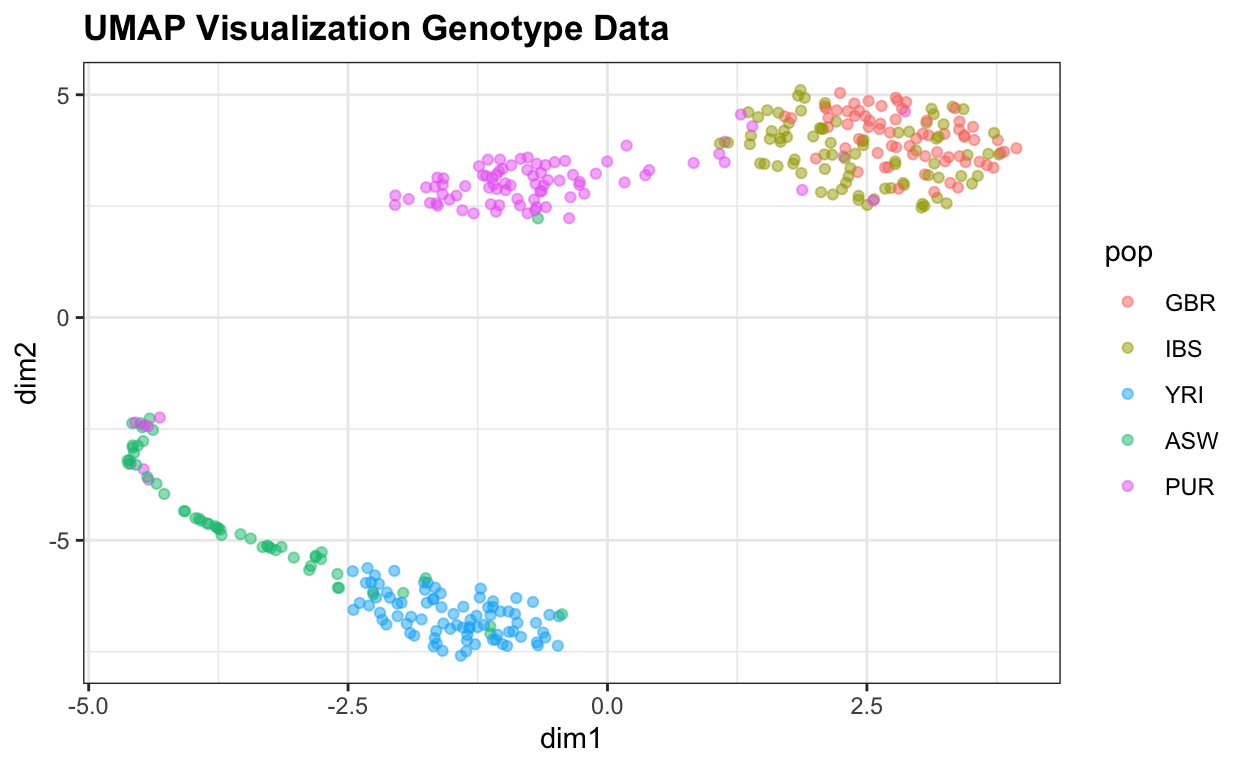 UMAP Visualization Genotype Data
5
0
-5
dim2
-5.0
-2.5
0.0
2.5
dim1
pop
GBR
IBS
YRI
ASW
PUR